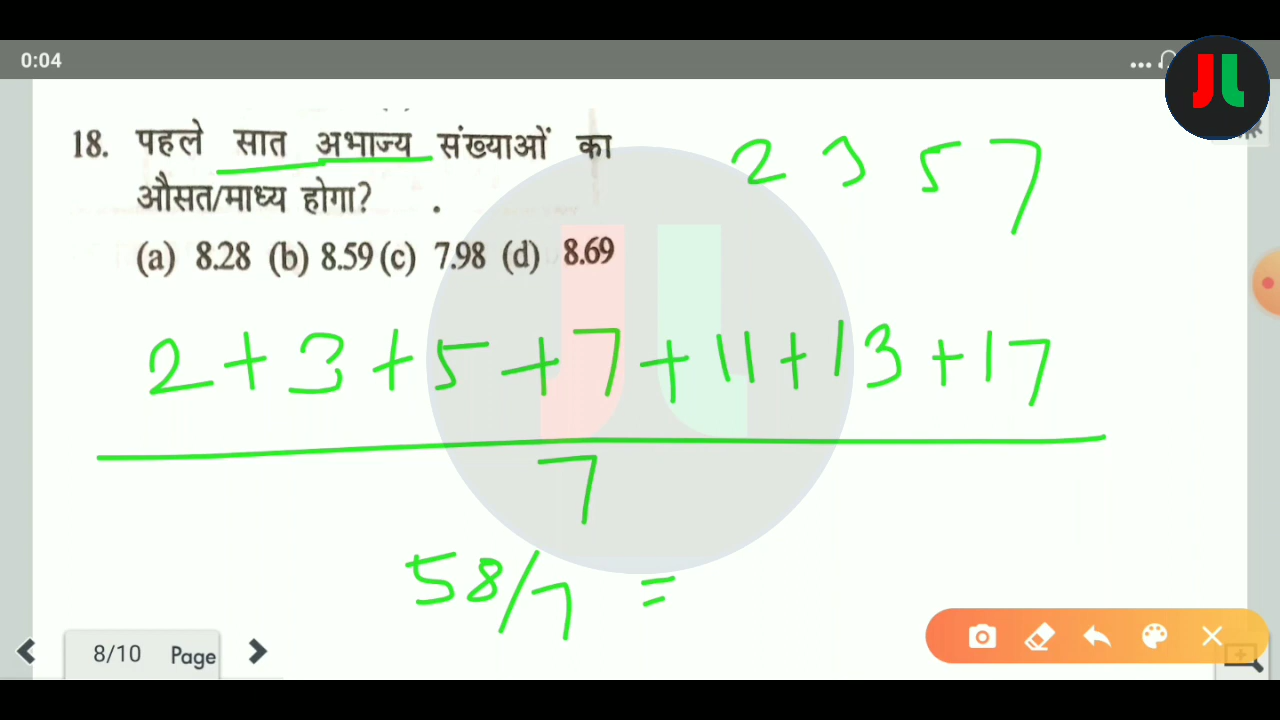 0:04
JL
18. पहले सात अभाज्य संख्याओं का
औसत/माध्य होगा?
(a) 8.28 (b) 8.59 (c) 7.98 (d) 8.69
2 3 5 7
2+3+5+7+11+13+17
7
58/7 =
8/10 Page